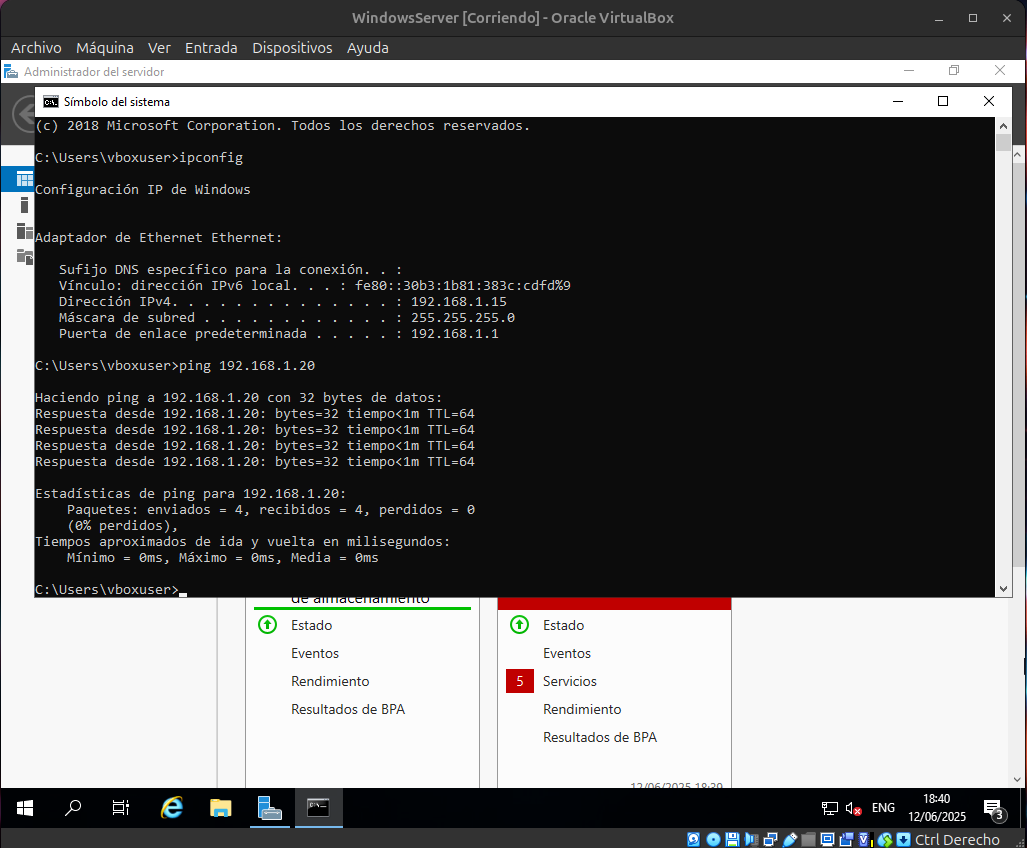 WindowsServer [Corriendo] - Oracle VirtualBox
Archivo Máquina Ver Entrada Dispositivos Ayuda
Administrador del servidor
Símbolo del sistema
(c) 2018 Microsoft Corporation. Todos los derechos reservados.
C:\Users\vboxuser>ipconfig
Configuración IP de Windows
Adaptador de Ethernet Ethernet:
Sufijo DNS específico para la conexión. . :
Vínculo: dirección IPv6 local. . . : fe80::30b3:1b81:383c:cdfd%9
Dirección IPv4. . . . . . . . . . . . . . : 192.168.1.15
Máscara de subred . . . . . . . . . . . . : 255.255.255.0
Puerta de enlace predeterminada . . . . . : 192.168.1.1
C:\Users\vboxuser>ping 192.168.1.20
Haciendo ping a 192.168.1.20 con 32 bytes de datos:
Respuesta desde 192.168.1.20: bytes=32 tiempo<1m TTL=64
Respuesta desde 192.168.1.20: bytes=32 tiempo<1m TTL=64
Respuesta desde 192.168.1.20: bytes=32 tiempo<1m TTL=64
Respuesta desde 192.168.1.20: bytes=32 tiempo<1m TTL=64
Estadísticas de ping para 192.168.1.20:
Paquetes: enviados = 4, recibidos = 4, perdidos = 0
(0% perdidos),
Tiempos aproximados de ida y vuelta en milisegundos:
Mínimo = 0ms, Máximo = 0ms, Media = 0ms
C:\Users\vboxuser>
de almacenamiento
Estado
Eventos
Rendimiento
Resultados de BPA
Estado
Eventos
5 Servicios
Rendimiento
Resultados de BPA
12/06/2025 18:39
ENG
18:40
12/06/2025
3
Ctrl Derecho